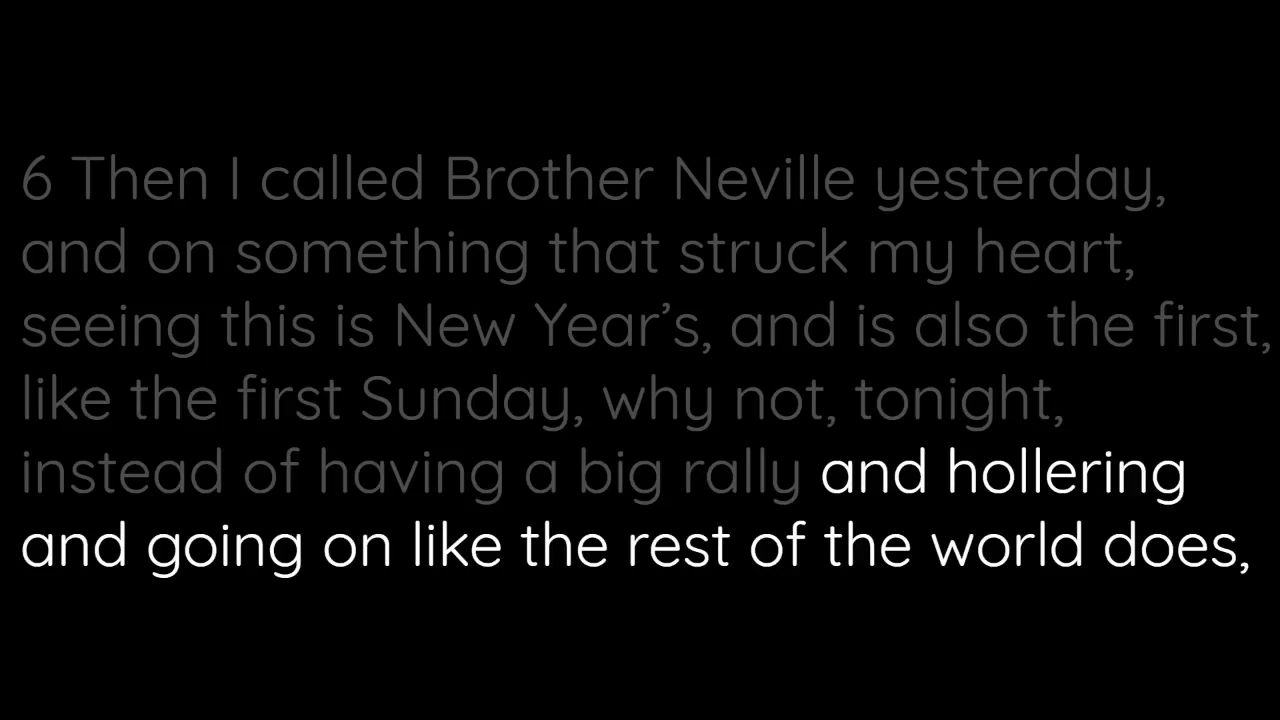 6 Then I called Brother Neville yesterday,
and on something that struck my heart,
seeing this is New Year’s, and is also the first,
like the first Sunday, why not, tonight,
instead of having a big rally and hollering
and going on like the rest of the world does,